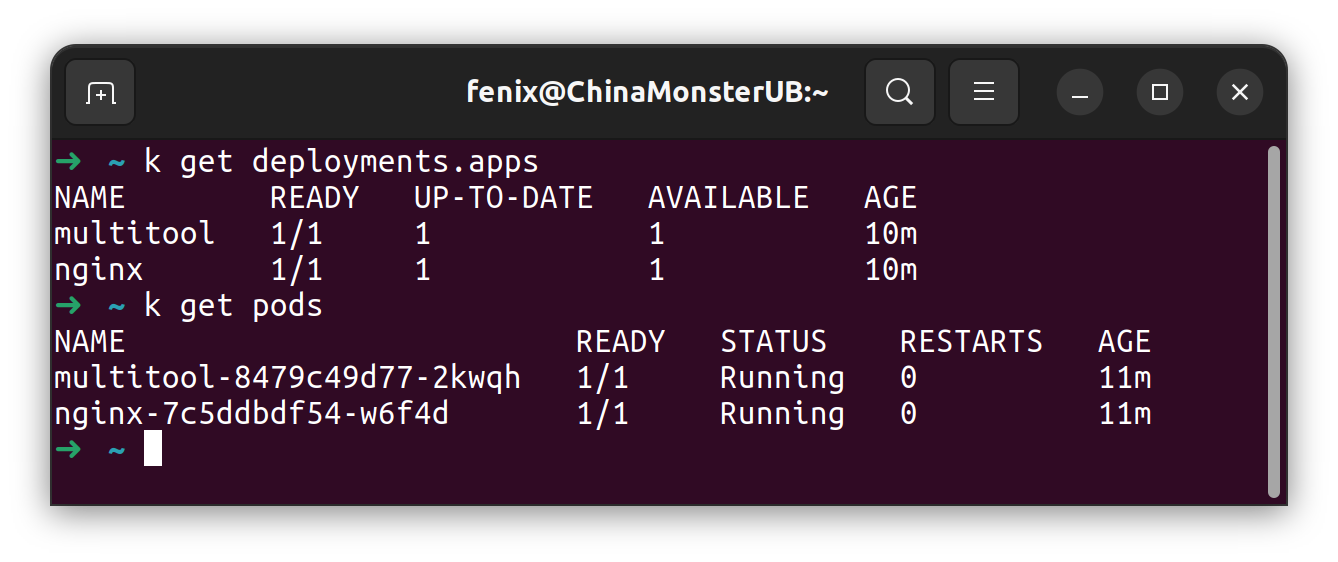 fenix@ChinaMonsterUB:~
➜ ~ k get deployments.apps
NAME READY UP-TO-DATE AVAILABLE AGE
multitool 1/1 1 1 10m
nginx 1/1 1 1 10m
➜ ~ k get pods
NAME READY STATUS RESTARTS AGE
multitool-8479c49d77-2kwqh 1/1 Running 0 11m
nginx-7c5ddbdf54-w6f4d 1/1 Running 0 11m
➜ ~